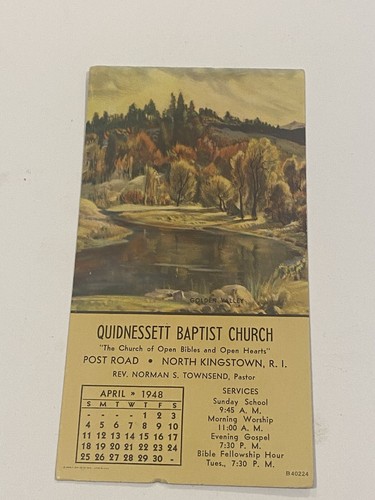 GOLDEN VALLEY
QUIDNESSETT BAPTIST CHURCH
"The Church of Open Bibles and Open Hearts"
POST ROAD • NORTH KINGSTOWN, R. I.
REV. NORMAN S. TOWNSEND, Pastor
APRIL » 1948
S M T W T F S
- - - - 1 2 3
4 5 6 7 8 9 10
11 12 13 14 15 16 17
18 19 20 21 22 23 24
25 26 27 28 29 30 -
SERVICES
Sunday School
9:45 A. M.
Morning Worship
11:00 A. M.
Evening Gospel
7:30 P. M.
Bible Fellowship Hour
Tues., 7:30 P. M.
B40224